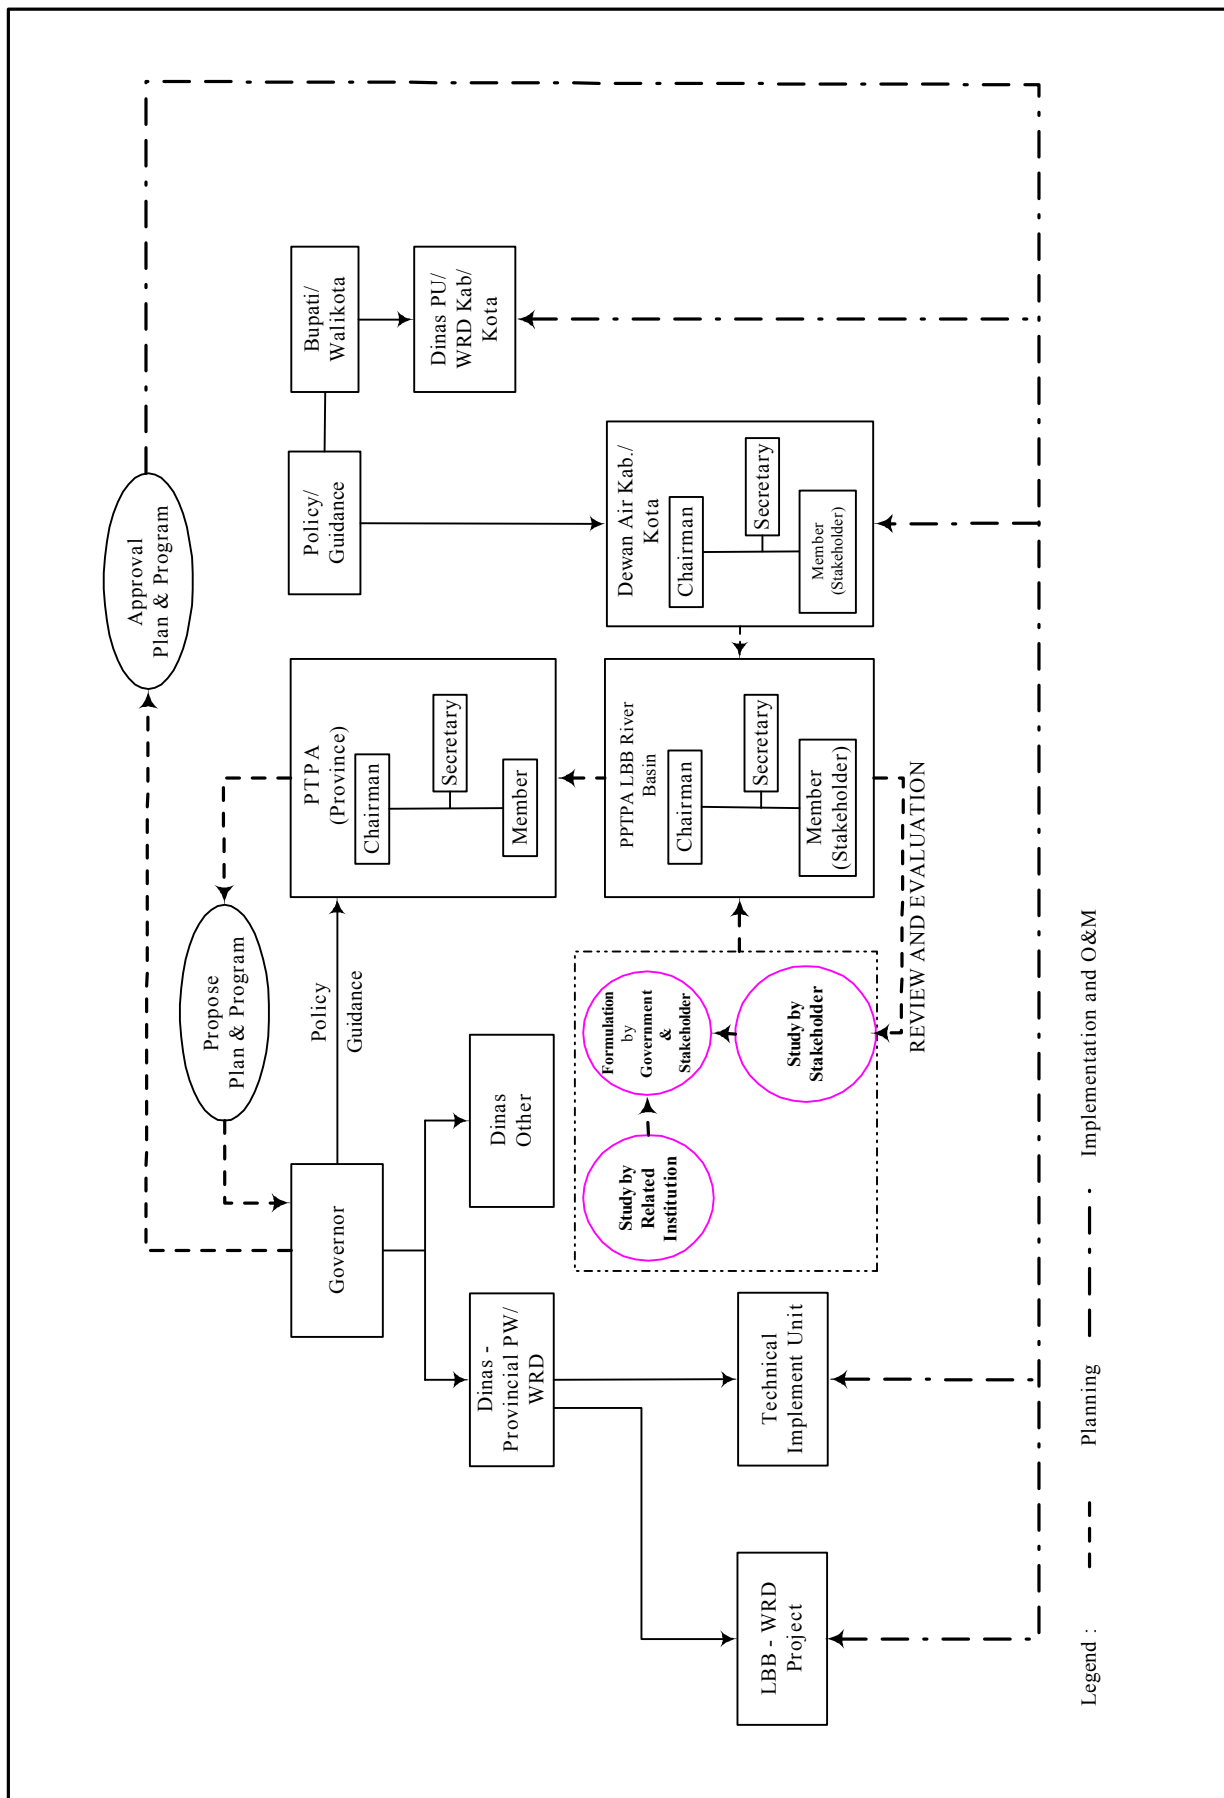 Approval
Plan & Program
Propose
Plan & Program
Governor
Policy
Guidance
PTPA
(Province)
Chairman
Secretary
Member
Policy/
Guidance
Bupati/
Walikota
Dinas PU/
WRD Kab/
Kota
Dinas -
Provincial PW/
WRD
Dinas
Other
Study by
Related
Institution
Formulation
by
Government
&
Stakeholder
Study by
Stakeholder
PPTPA LBB River
Basin
Chairman
Secretary
Member
(Stakeholder)
Dewan Air Kab./
Kota
Chairman
Secretary
Member
(Stakeholder)
REVIEW AND EVALUATION
LBB - WRD
Project
Technical
Implement Unit
Legend :
Planning
Implementation and O&M